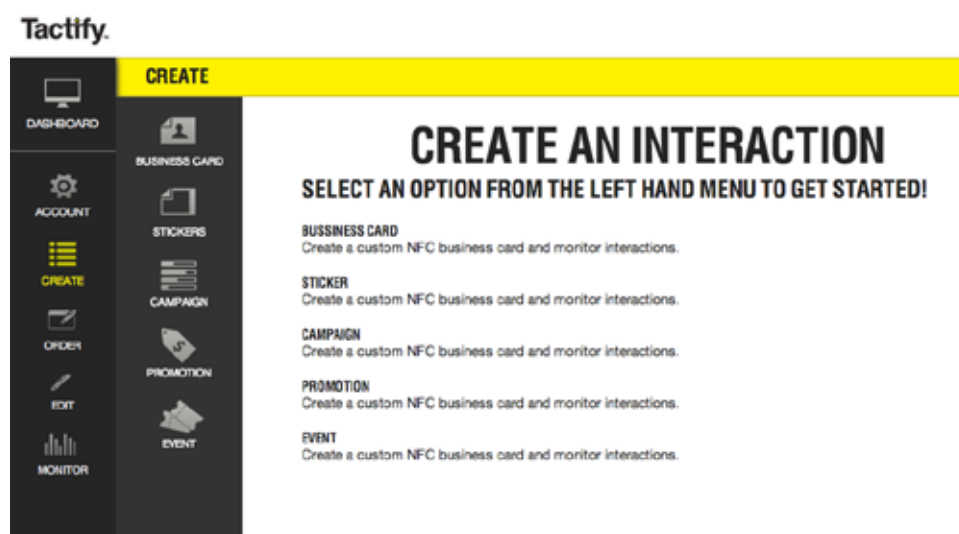 Tactify.
CREATE
DASHBOARD
ACCOUNT
CREATE
ORDER
EDIT
MONITOR
BUSINESS CARD
STICKERS
CAMPAIGN
PROMOTION
EVENT
CREATE AN INTERACTION
SELECT AN OPTION FROM THE LEFT HAND MENU TO GET STARTED!
BUSSINESS CARD
Create a custom NFC business card and monitor interactions.
STICKER
Create a custom NFC business card and monitor interactions.
CAMPAIGN
Create a custom NFC business card and monitor interactions.
PROMOTION
Create a custom NFC business card and monitor interactions.
EVENT
Create a custom NFC business card and monitor interactions.